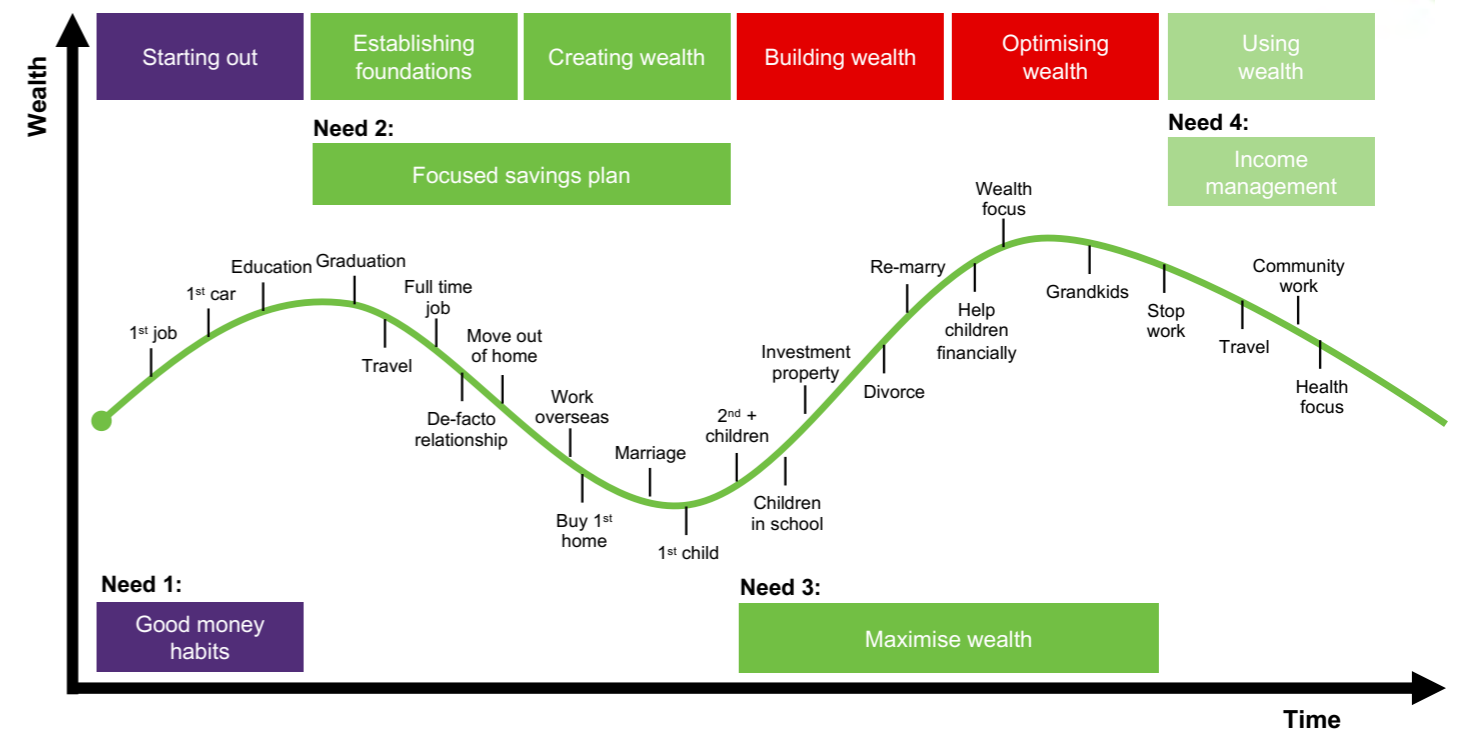 Wealth
Starting out
Establishing
foundations
Creating wealth
Building wealth
Optimising
wealth
Using
wealth
Need 2:
Focused savings plan
Need 4:
Income
management
1st job
1st car
Education
Graduation
Travel
Full time
job
De-facto
relationship
Move out
of home
Work
overseas
Buy 1st
home
Marriage
1st child
2nd +
children
Children
in school
Investment
property
Divorce
Re-marry
Help
children
financially
Wealth
focus
Grandkids
Stop
work
Travel
Community
work
Health
focus
Need 1:
Good money
habits
Need 3:
Maximise wealth
Time